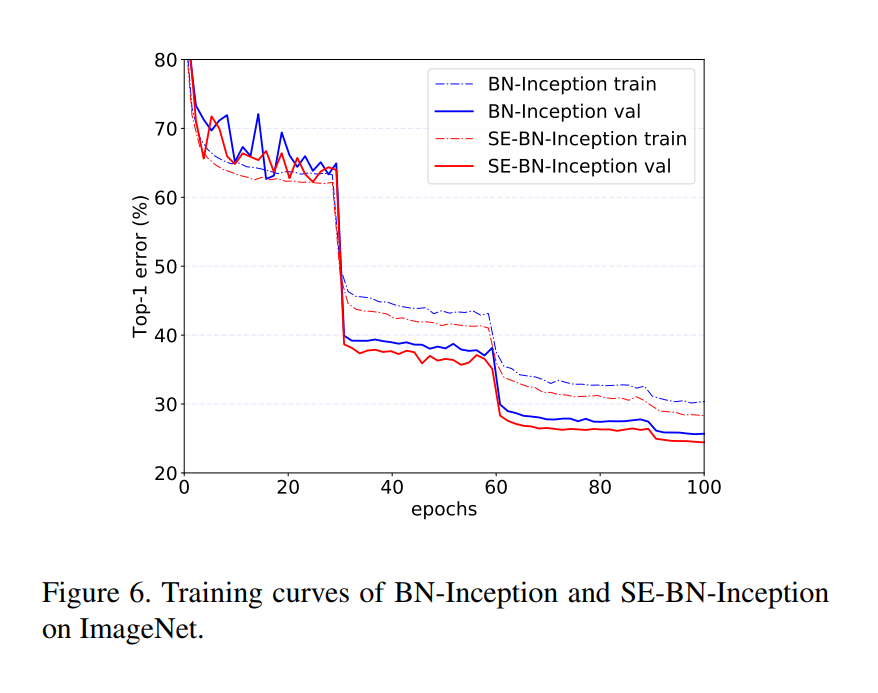 80
70
60
50
40
30
20
Top-1 error (%)
BN-Inception train
BN-Inception val
SE-BN-Inception train
SE-BN-Inception val
0 20 40 60 80 100
epochs
Figure 6. Training curves of BN-Inception and SE-BN-Inception
on ImageNet.